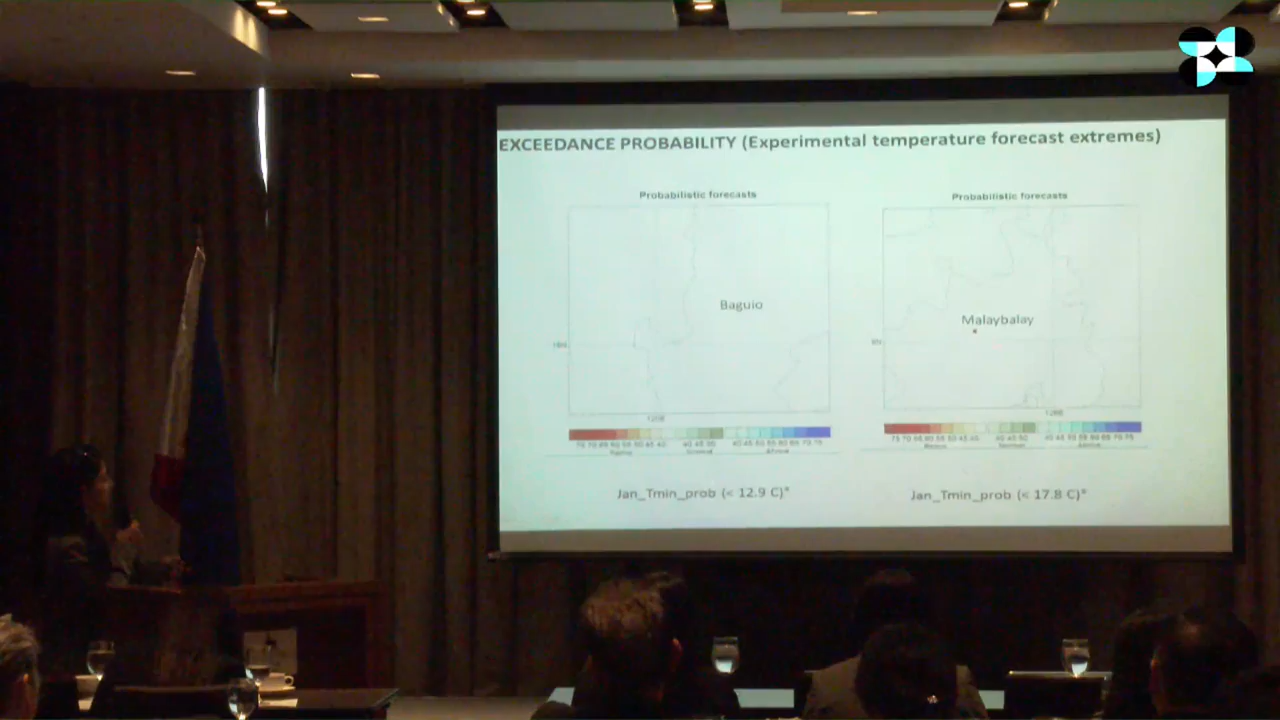 EXCEEDANCE PROBABILITY (Experimental temperature forecast extremes)
Probabilistic forecasts
Baguio
Jan_Tmin_prob (< 12.9 C)*
Probabilistic forecasts
Malaybalay
Jan_Tmin_prob (< 17.8 C)*